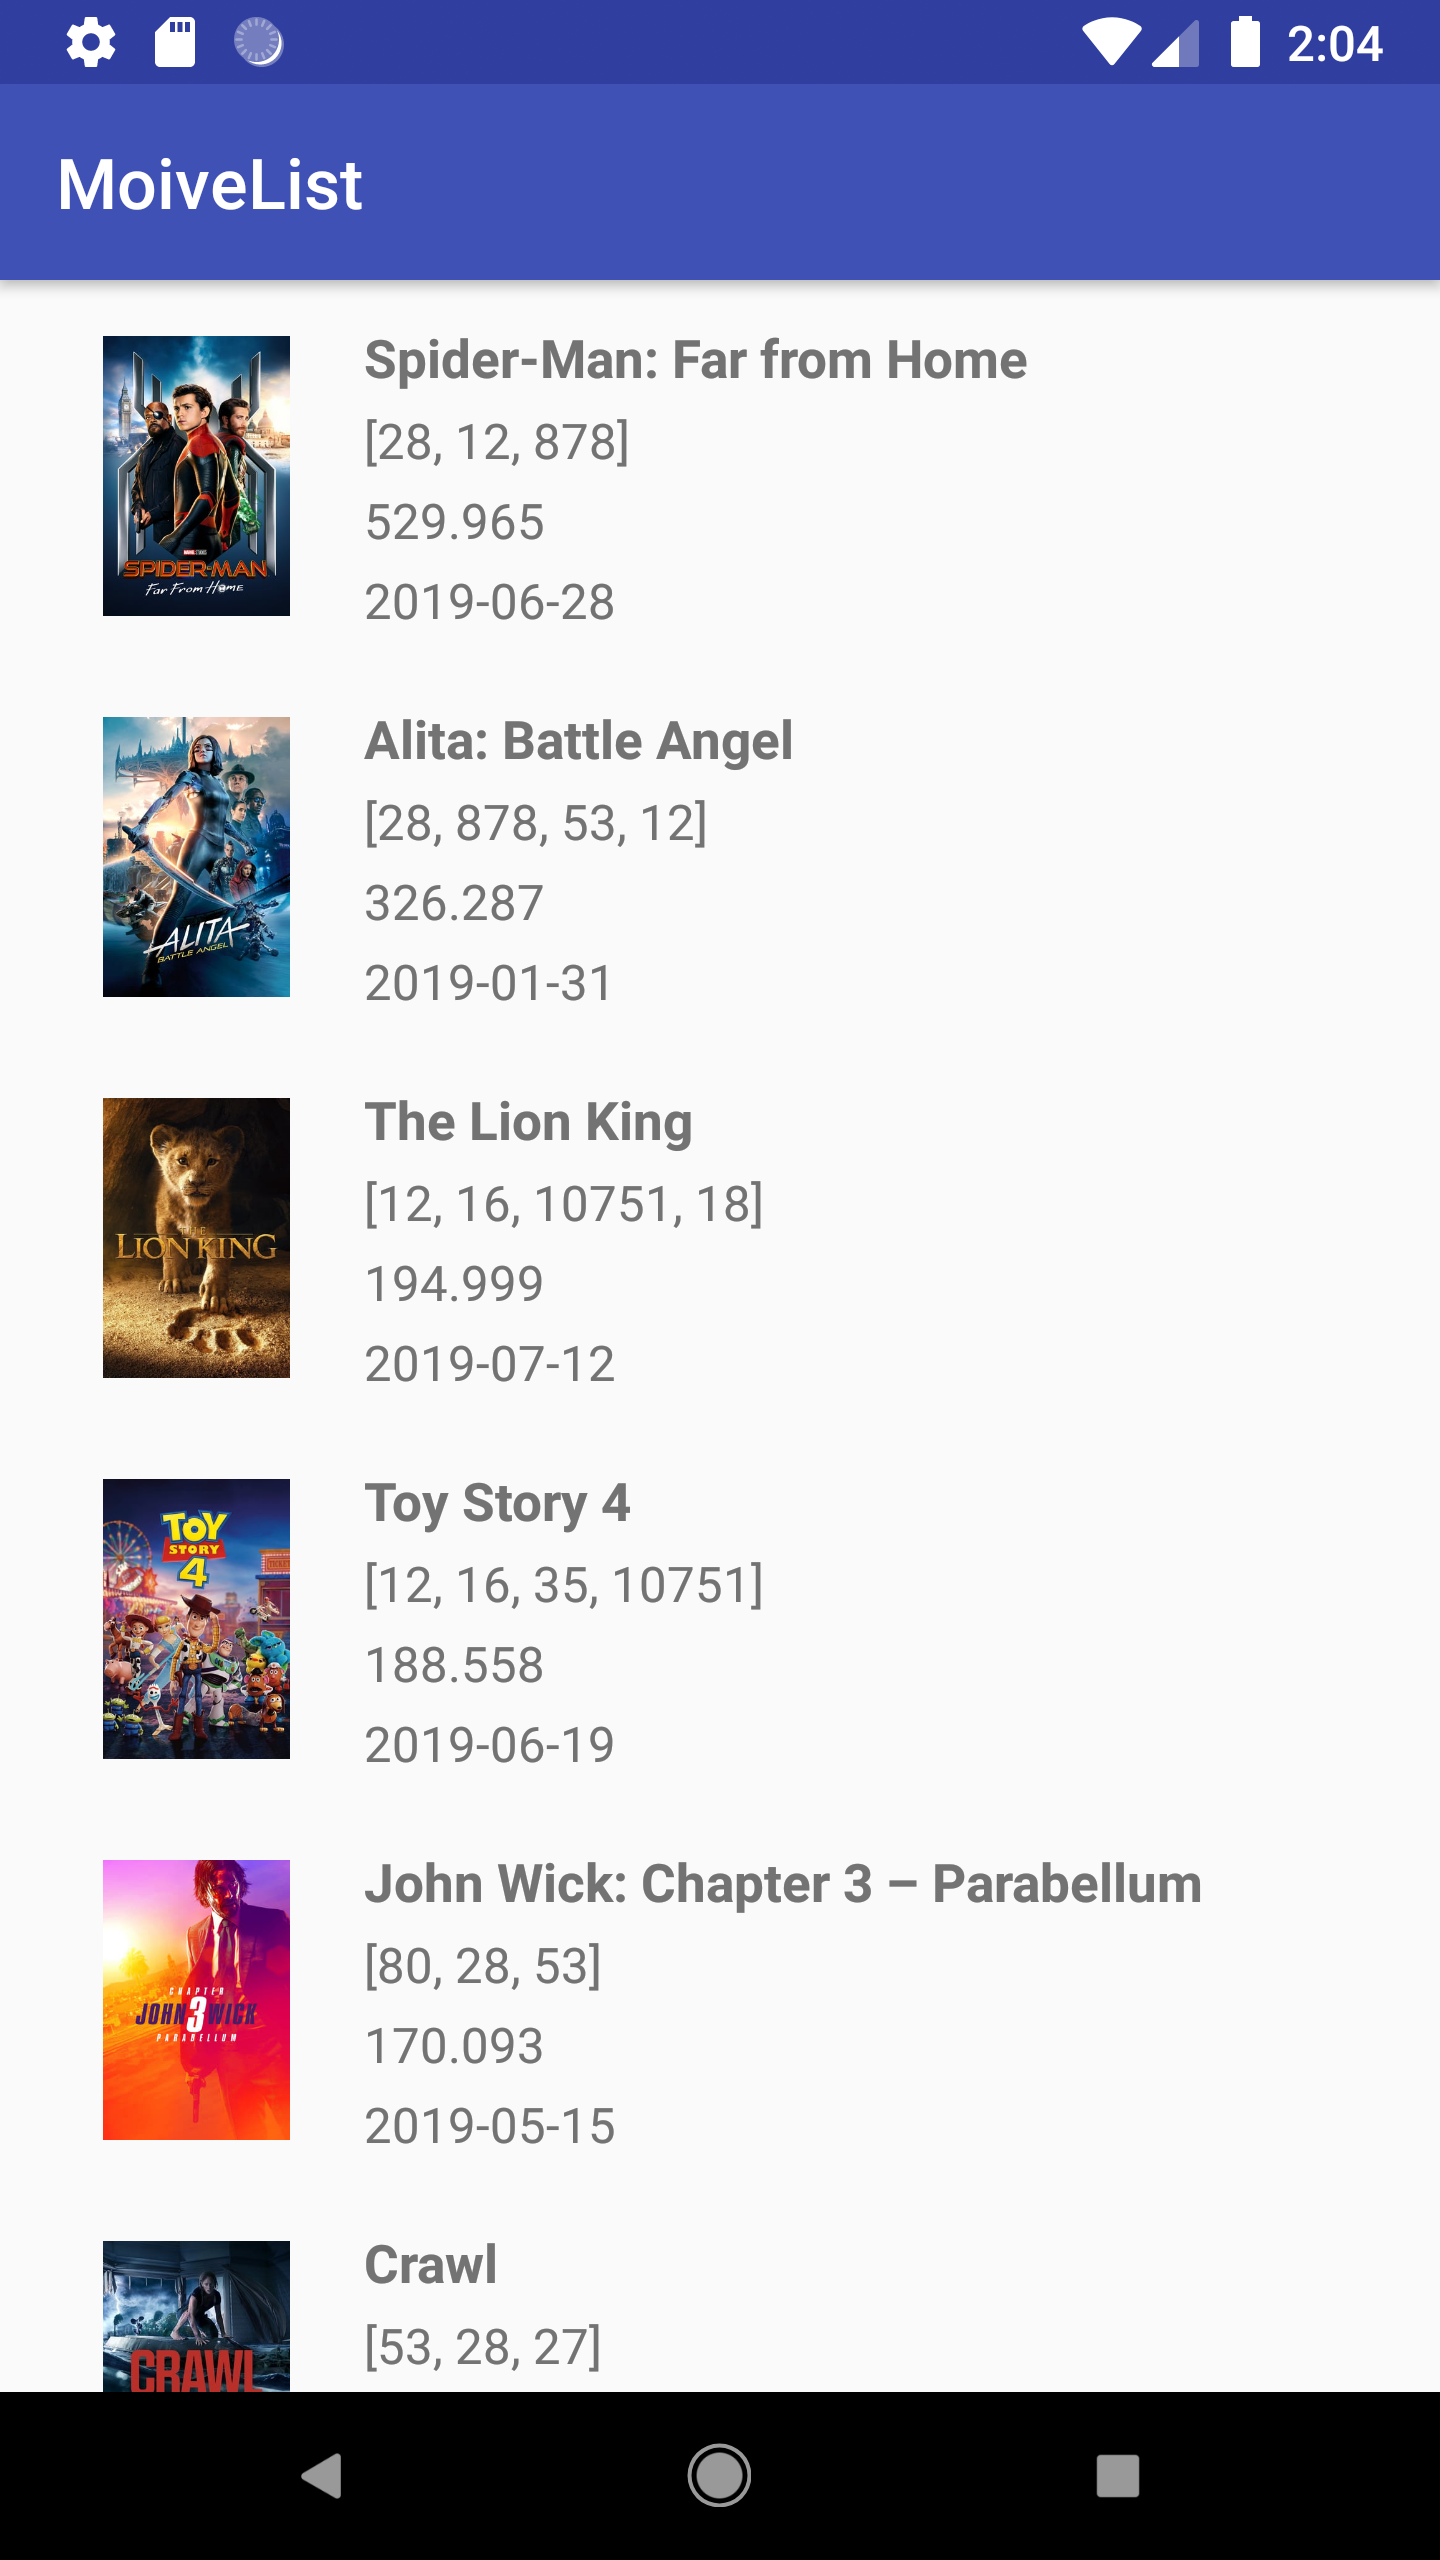 2:04
MoiveList
Spider-Man: Far from Home
[28, 12, 878]
529.965
2019-06-28
SPIDER-MAN
Far From Home
Alita: Battle Angel
[28, 878, 53, 12]
326.287
2019-01-31
ALITA
BATTLE ANGEL
The Lion King
[12, 16, 10751, 18]
194.999
2019-07-12
THE
LION KING
Toy Story 4
[12, 16, 35, 10751]
188.558
2019-06-19
TOY
STORY
4
John Wick: Chapter 3 – Parabellum
[80, 28, 53]
170.093
2019-05-15
CHAPTER
JOHN 3 WICK
PARABELLUM
Crawl
[53, 28, 27]
CRAWL